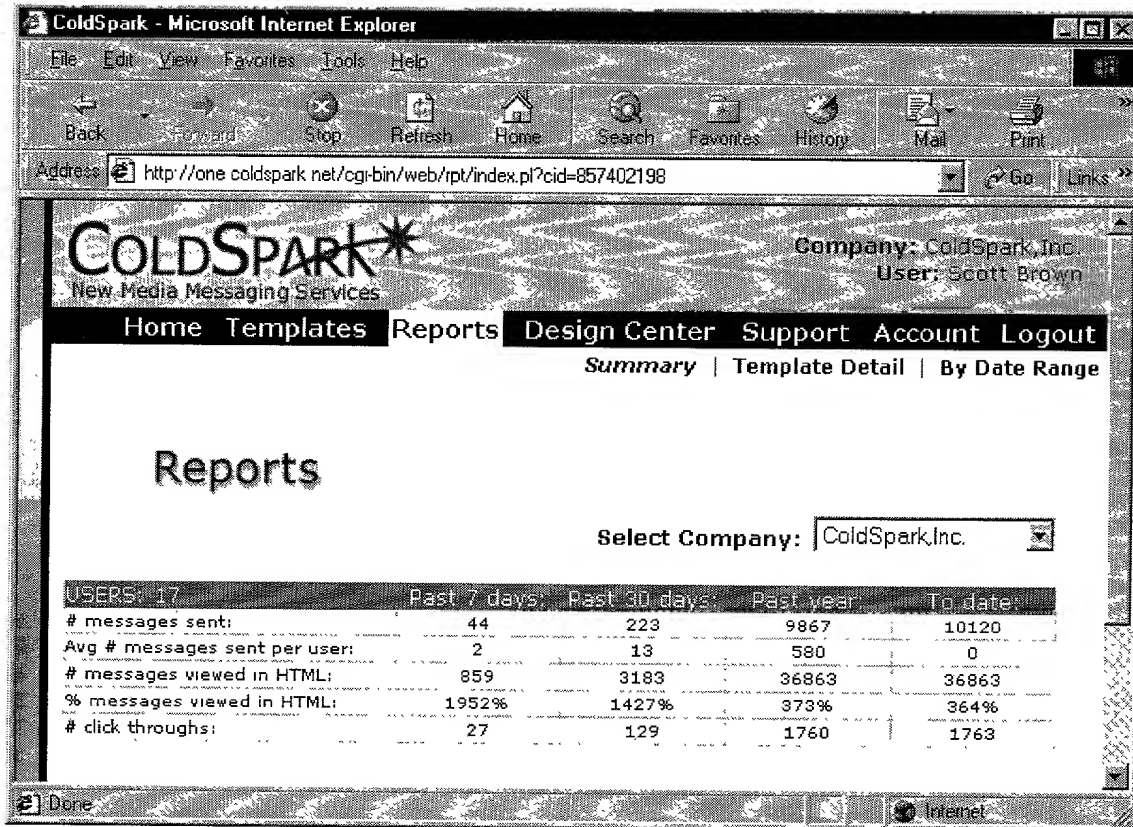 ColdSpark - Microsoft Internet Explorer
File Edit View Favorites Tools Help
Back Forward Stop Refresh Home Search Favorites History Mail Print »
Address http://one coldspark net/cgi-bin/web/rpt/index.pl?cid=857402198 Go Links »
COLDSPARK
New Media Messaging Services
Company: ColdSpark,Inc.
User: Scott Brown
Home Templates Reports Design Center Support Account Logout
Summary | Template Detail | By Date Range
Reports
Select Company: ColdSpark,Inc.
USERS: 17 Past 7 days: Past 30 days: Past year: To date:
# messages sent: 44 223 9867 10120
Avg # messages sent per user: 2 13 580 0
# messages viewed in HTML: 859 3183 36863 36863
% messages viewed in HTML: 1952% 1427% 373% 364%
# click throughs: 27 129 1760 1763
Done Internet